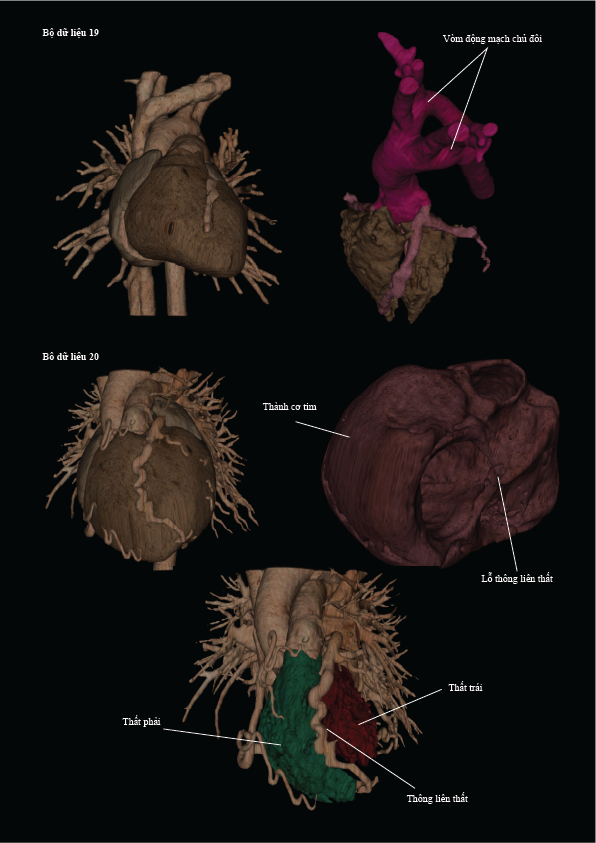 Bộ dữ liệu 19
Vòm động mạch chủ đôi
Bộ dữ liệu 20
Thành cơ tim
Lỗ thông liên thất
Thất trái
Thất phải
Thông liên thất